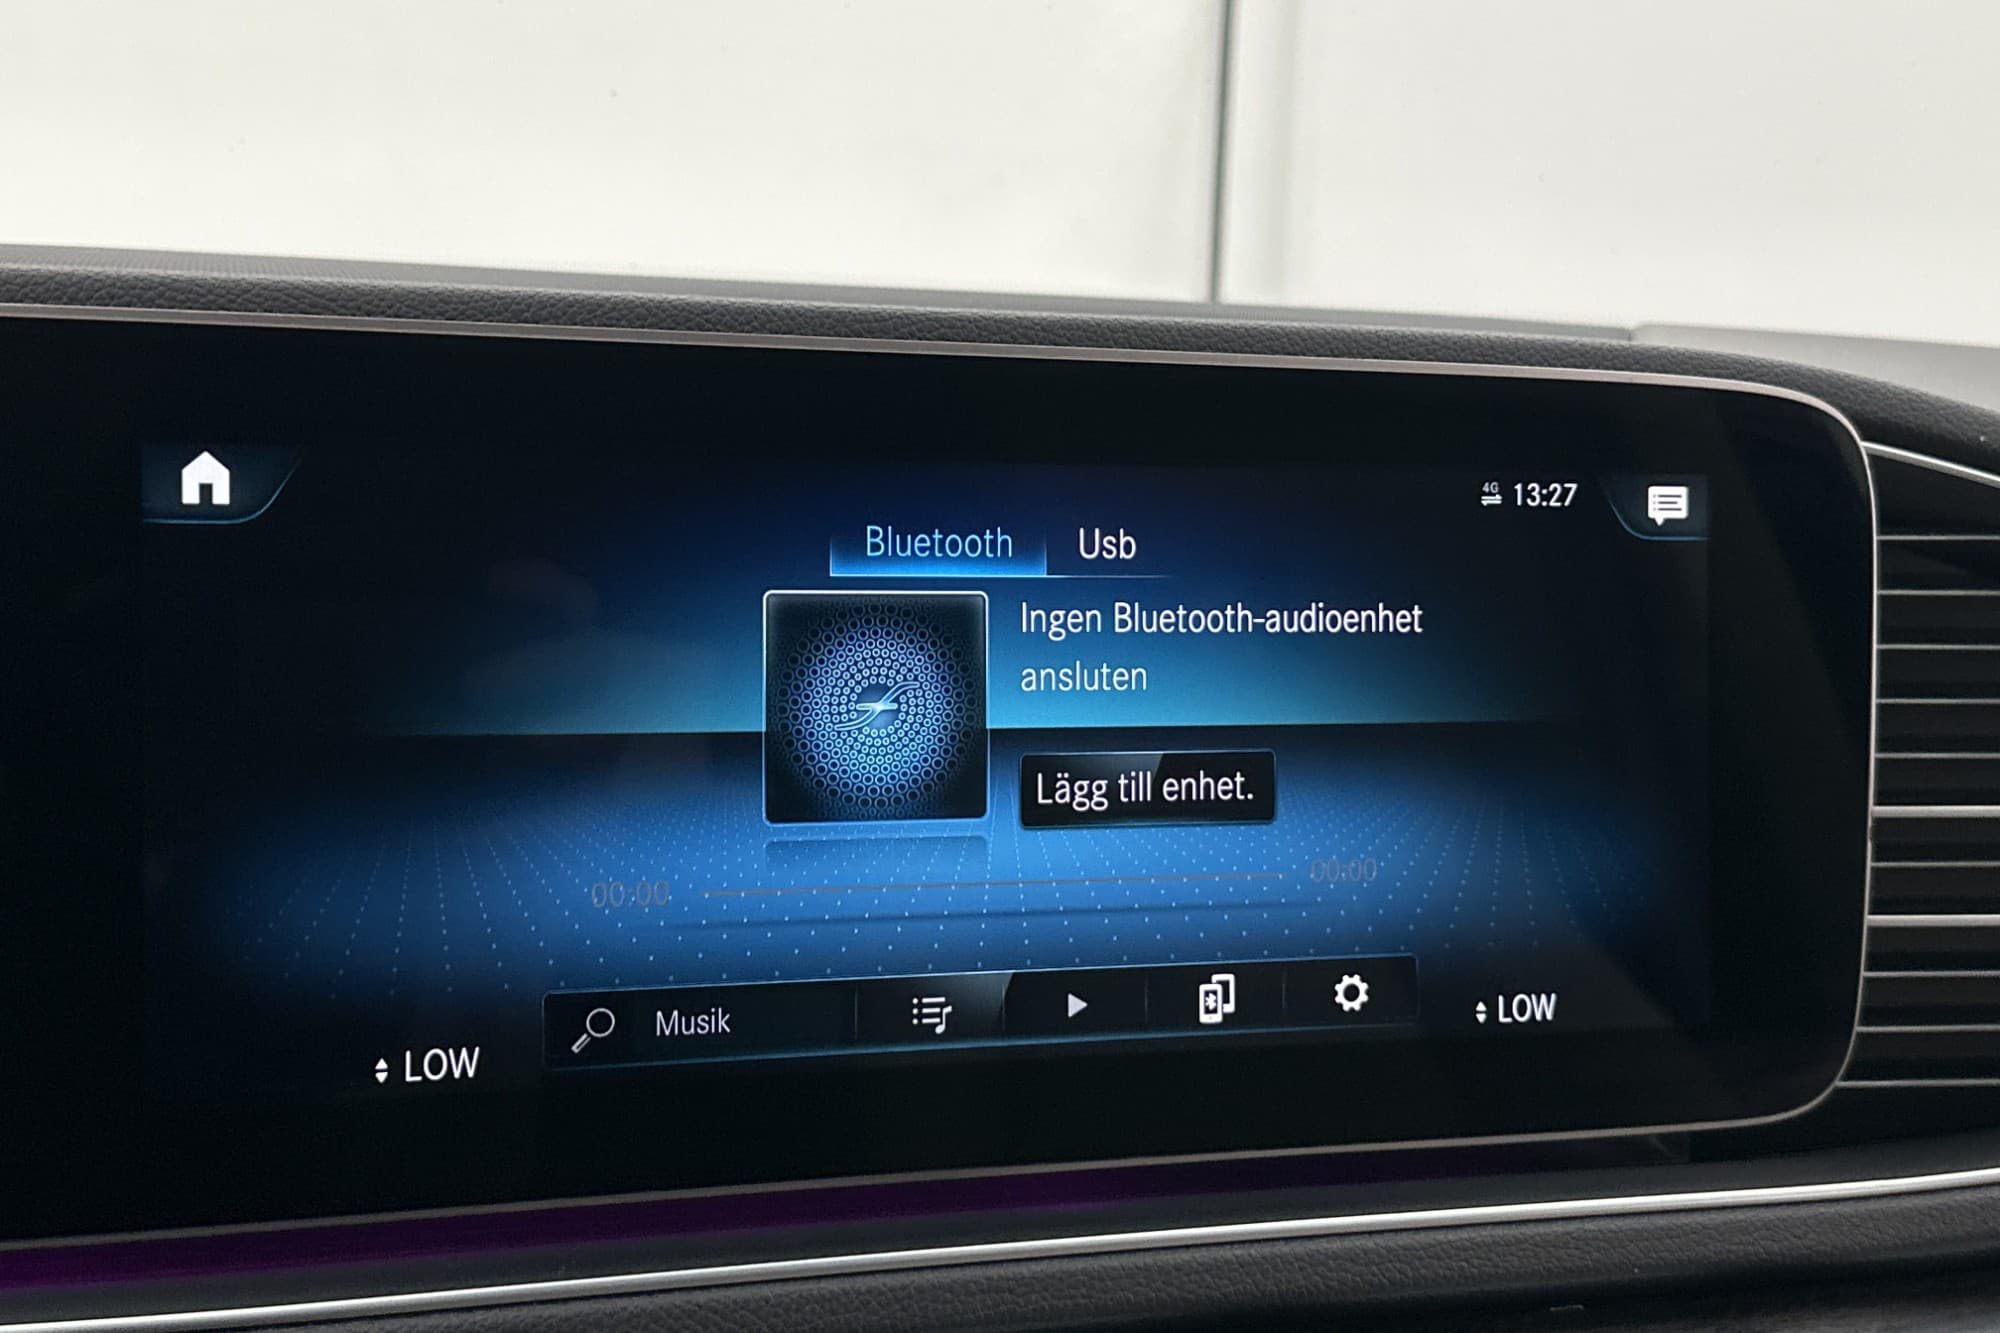 4G 13:27
Bluetooth Usb
Ingen Bluetooth-audioenhet
ansluten
Lägg till enhet.
00:00 00:00
Musik
LOW LOW